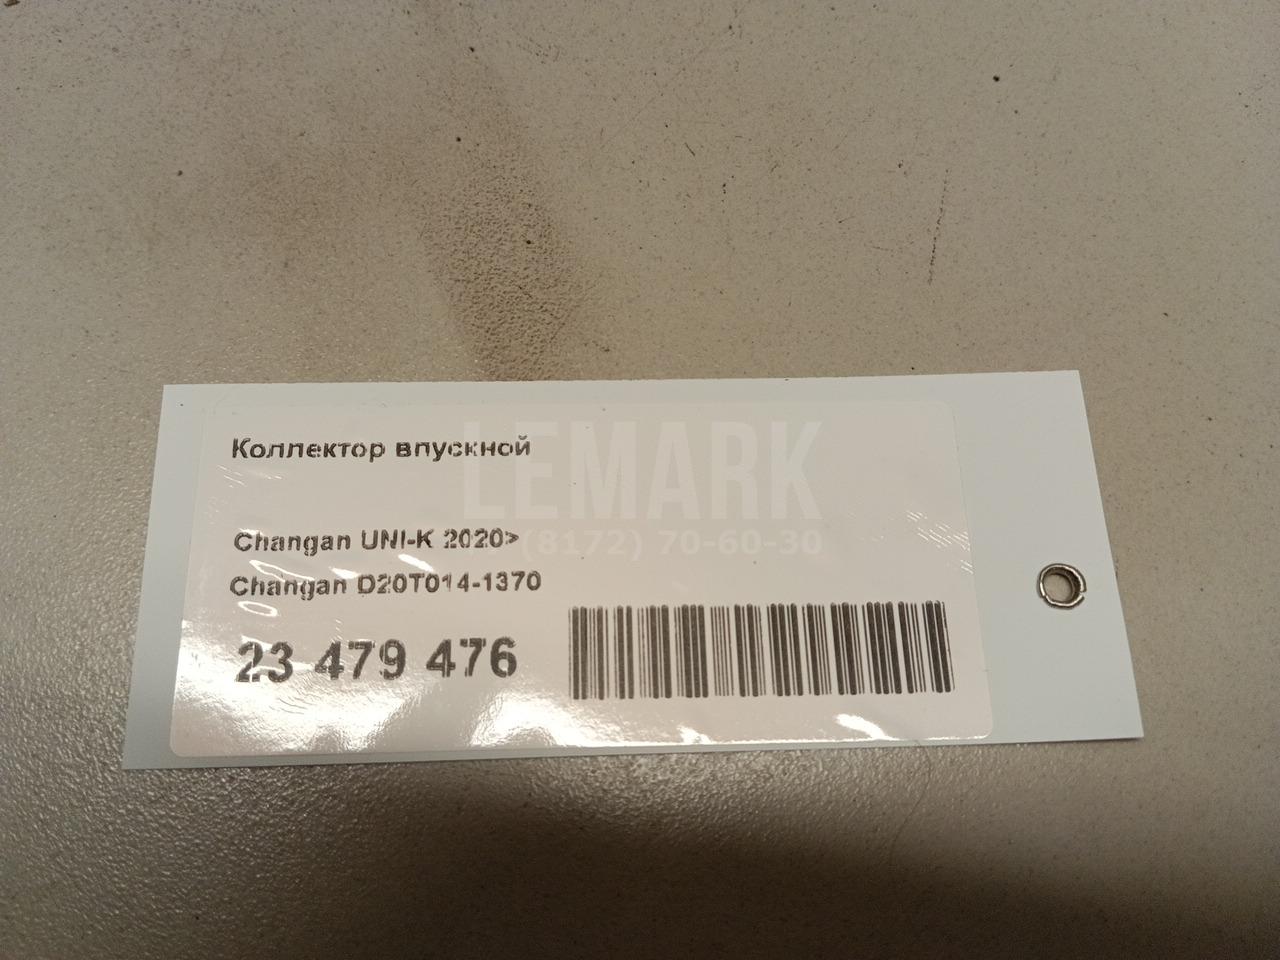 Коллектор впускной
LEMARK
Changan UNI-K 2020>
(8172) 70-60-30
Changan D20T014-1370
23 479 476